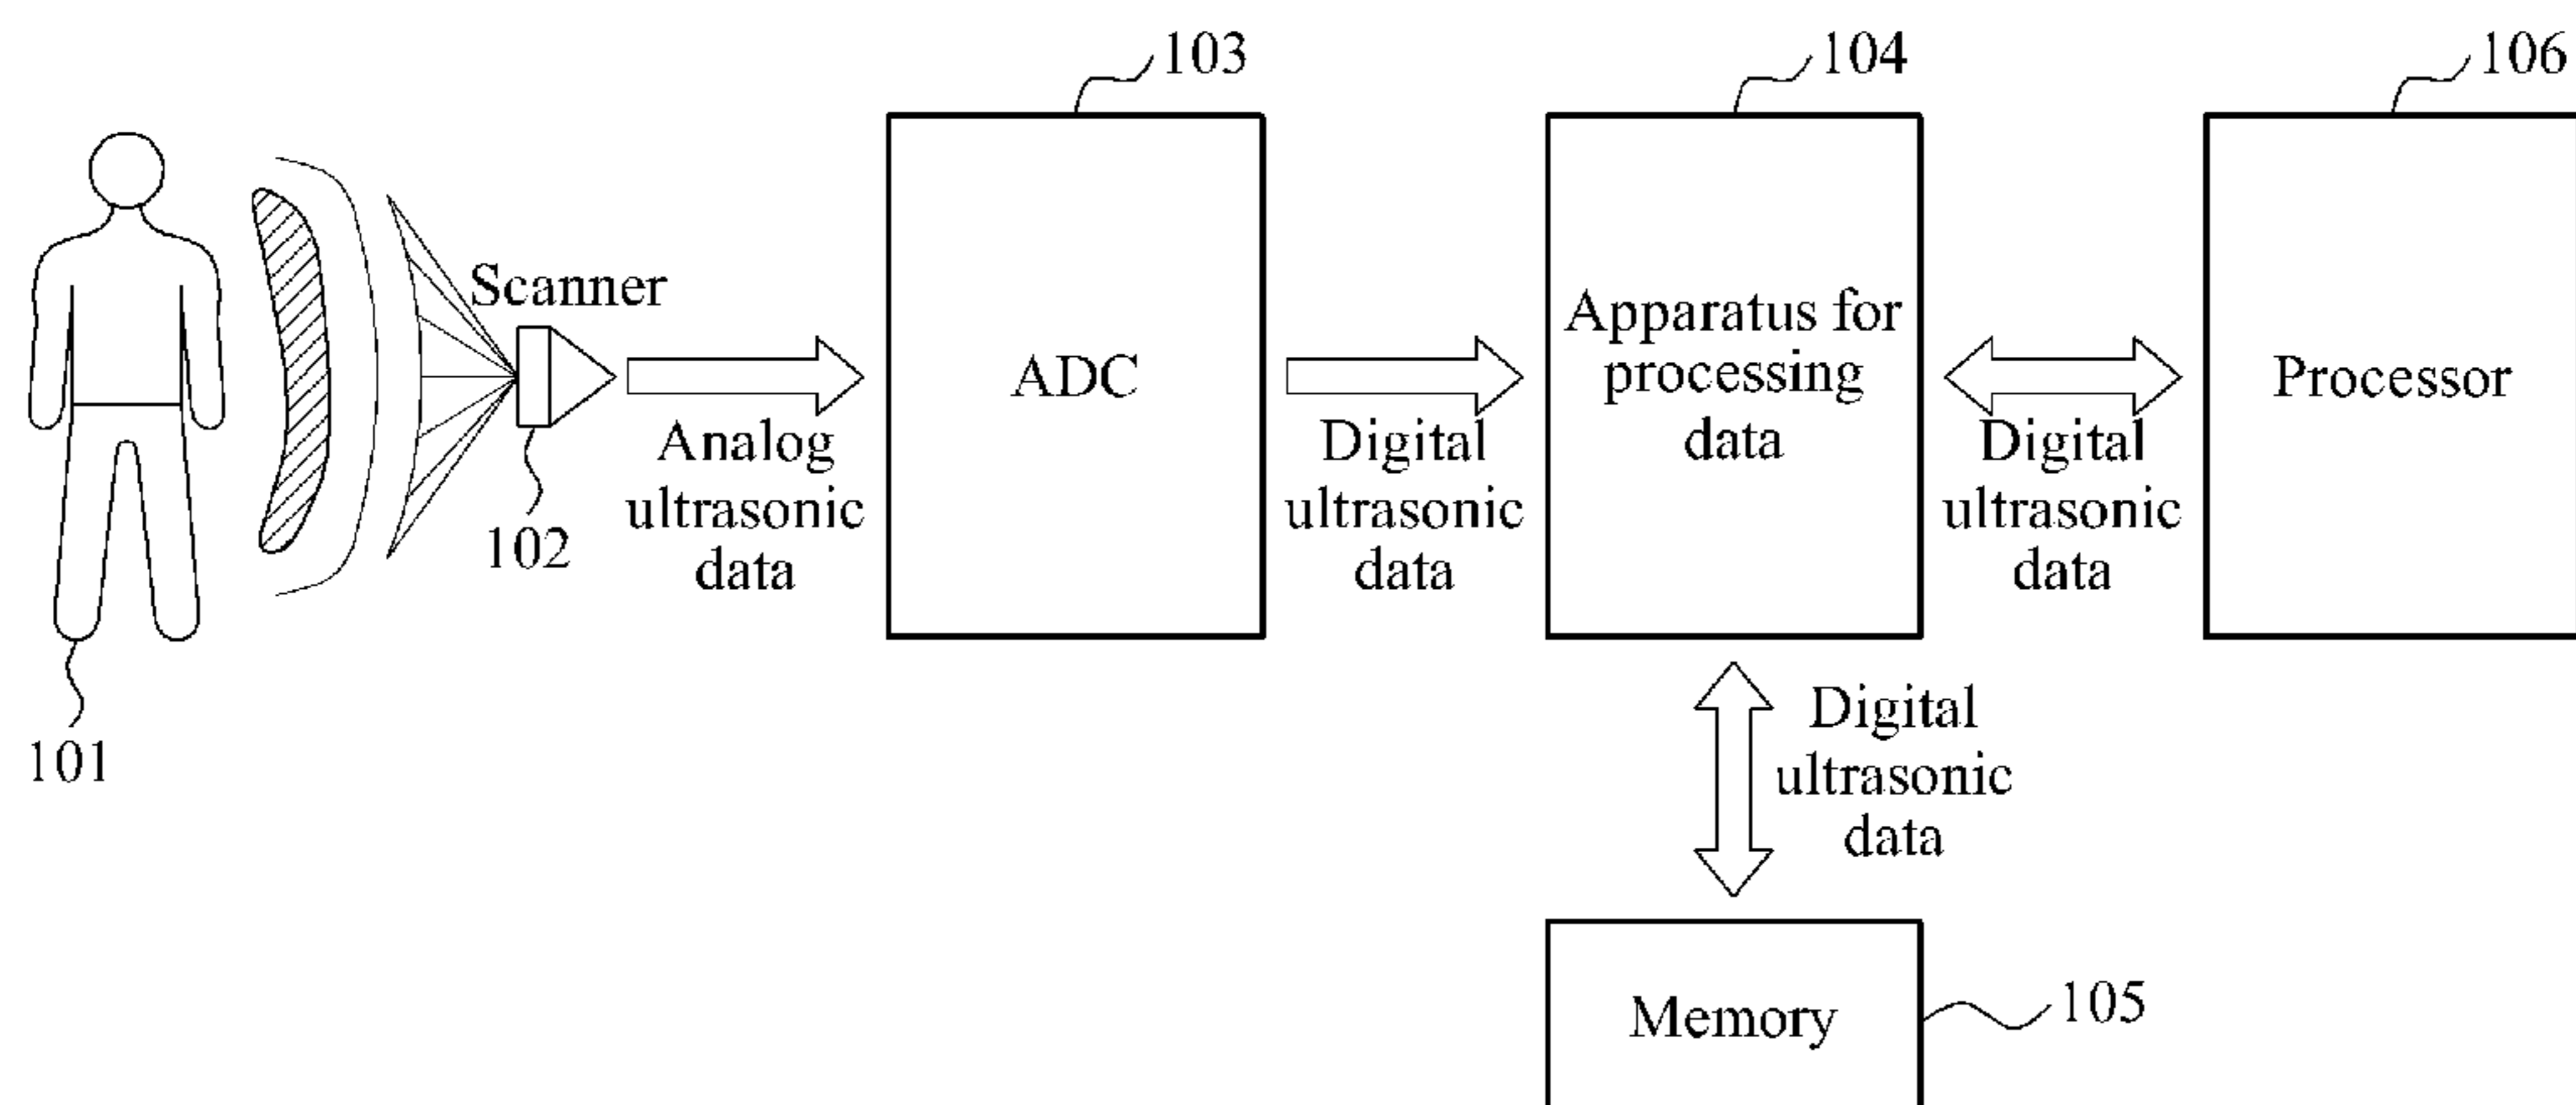 103
104
106
Scanner
ADC
Apparatus for
processing
data
Processor
Analog
ultrasonic
data
Digital
ultrasonic
data
Digital
ultrasonic
data
102
101
Digital
ultrasonic
data
Memory
105